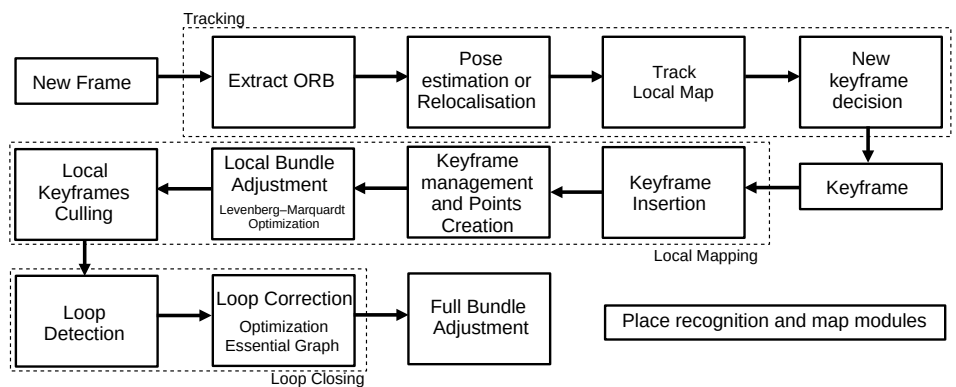 Tracking
New Frame
Extract ORB
Pose
estimation or
Relocalisation
Track
Local Map
New
keyframe
decision
Local
Keyframes
Culling
Local Bundle
Adjustment
Levenberg–Marquardt
Optimization
Keyframe
management
and Points
Creation
Keyframe
Insertion
Keyframe
Local Mapping
Loop
Detection
Loop Correction
Optimization
Essential Graph
Full Bundle
Adjustment
Place recognition and map modules
Loop Closing